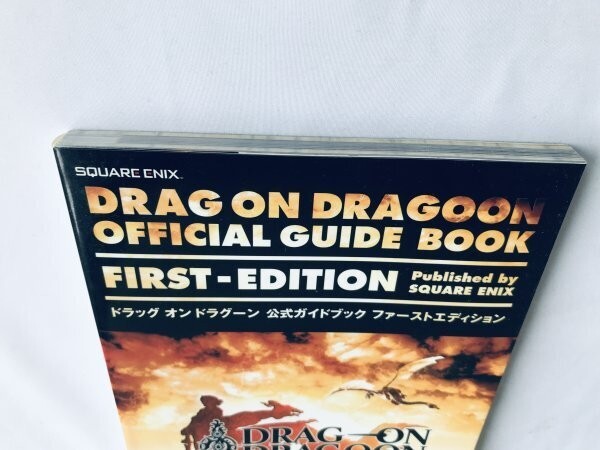 SQUARE ENIX™
DRAG ON DRAGOON
OFFICIAL GUIDE BOOK
FIRST-EDITION Published by
SQUARE ENIX
ドラッグ オン ドラグーン 公式ガイドブック ファーストエディション
DRAG-ON
DRAGOON